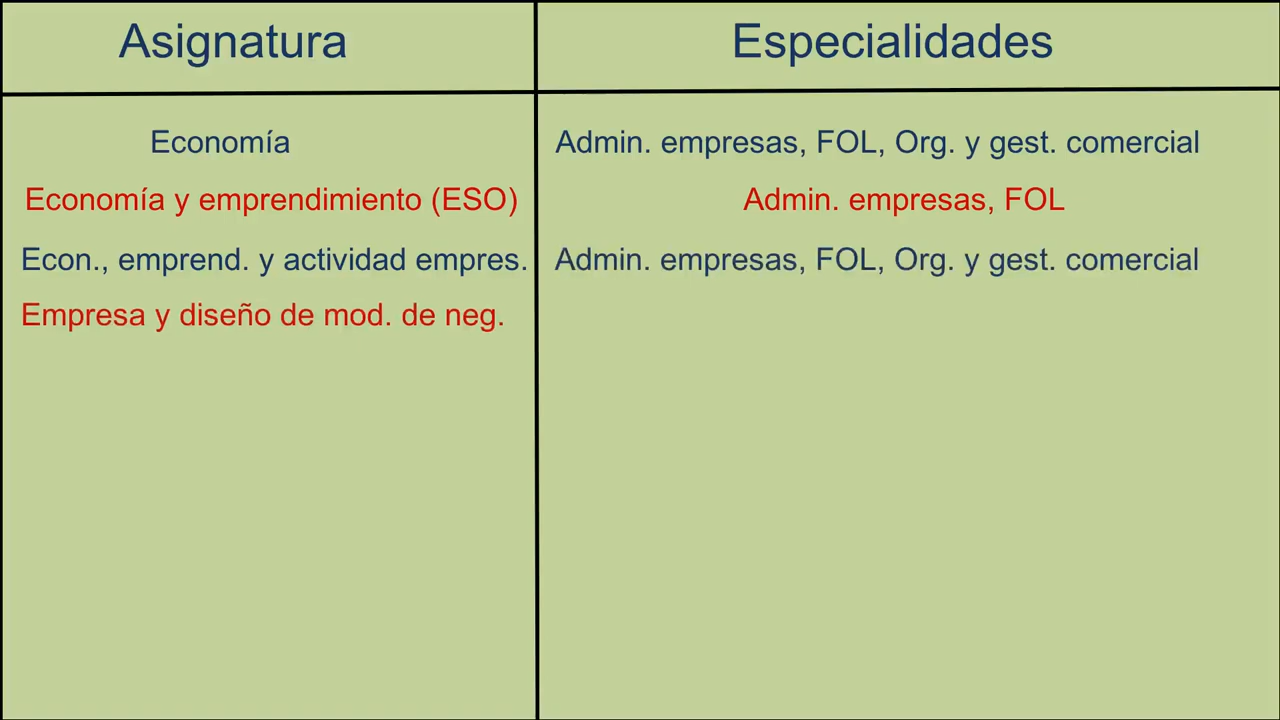 Asignatura Especialidades
Economía Admin. empresas, FOL, Org. y gest. comercial
Economía y emprendimiento (ESO) Admin. empresas, FOL
Econ., emprend. y actividad empres. Admin. empresas, FOL, Org. y gest. comercial
Empresa y diseño de mod. de neg.